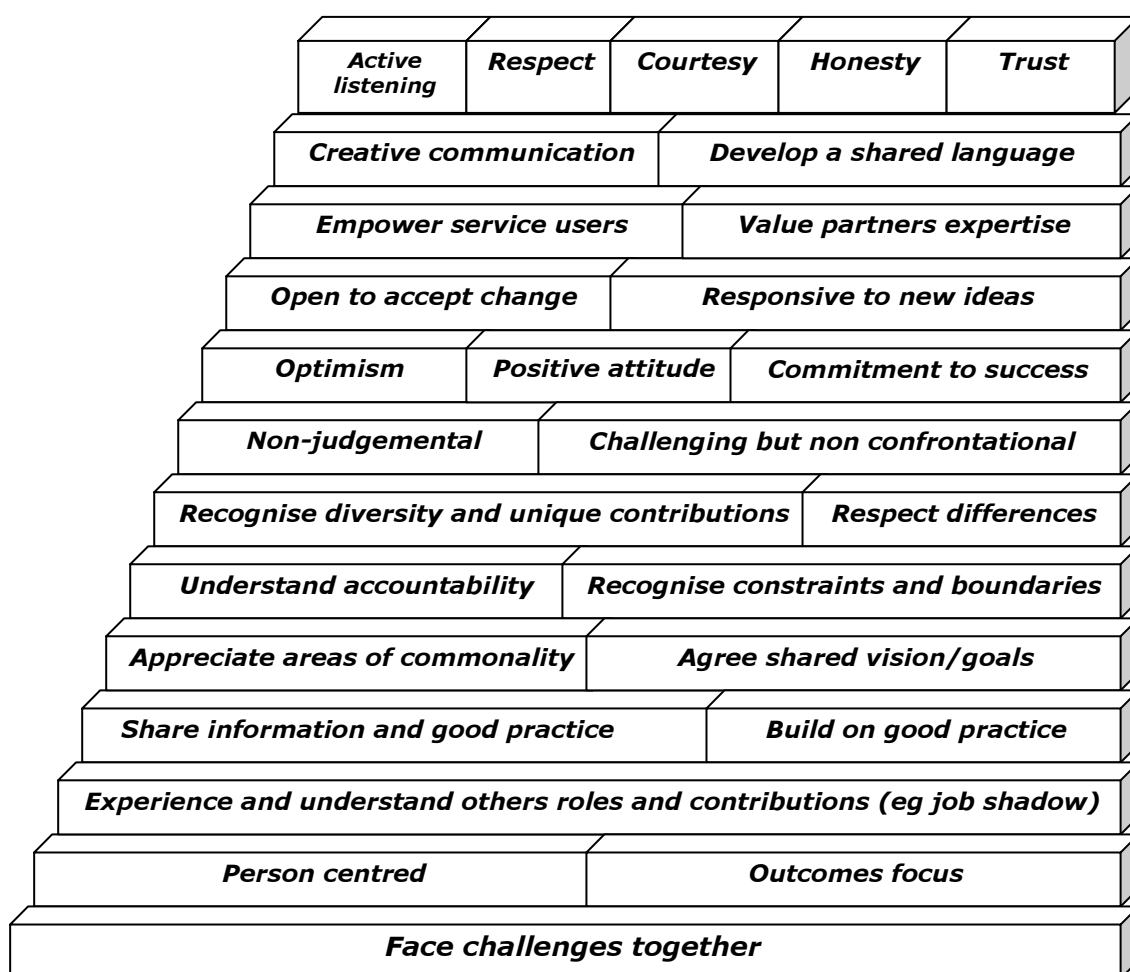 Active listening Respect Courtesy Honesty Trust
Creative communication Develop a shared language
Empower service users Value partners expertise
Open to accept change Responsive to new ideas
Optimism Positive attitude Commitment to success
Non-judgemental Challenging but non confrontational
Recognise diversity and unique contributions Respect differences
Understand accountability Recognise constraints and boundaries
Appreciate areas of commonality Agree shared vision/goals
Share information and good practice Build on good practice
Experience and understand others roles and contributions (eg job shadow)
Person centred Outcomes focus
Face challenges together